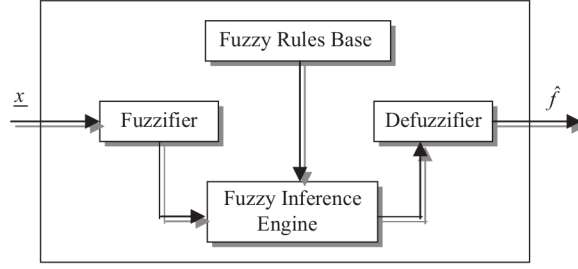 Fuzzy Rules Base
x
f̂
Fuzzifier
Defuzzifier
Fuzzy Inference
Engine